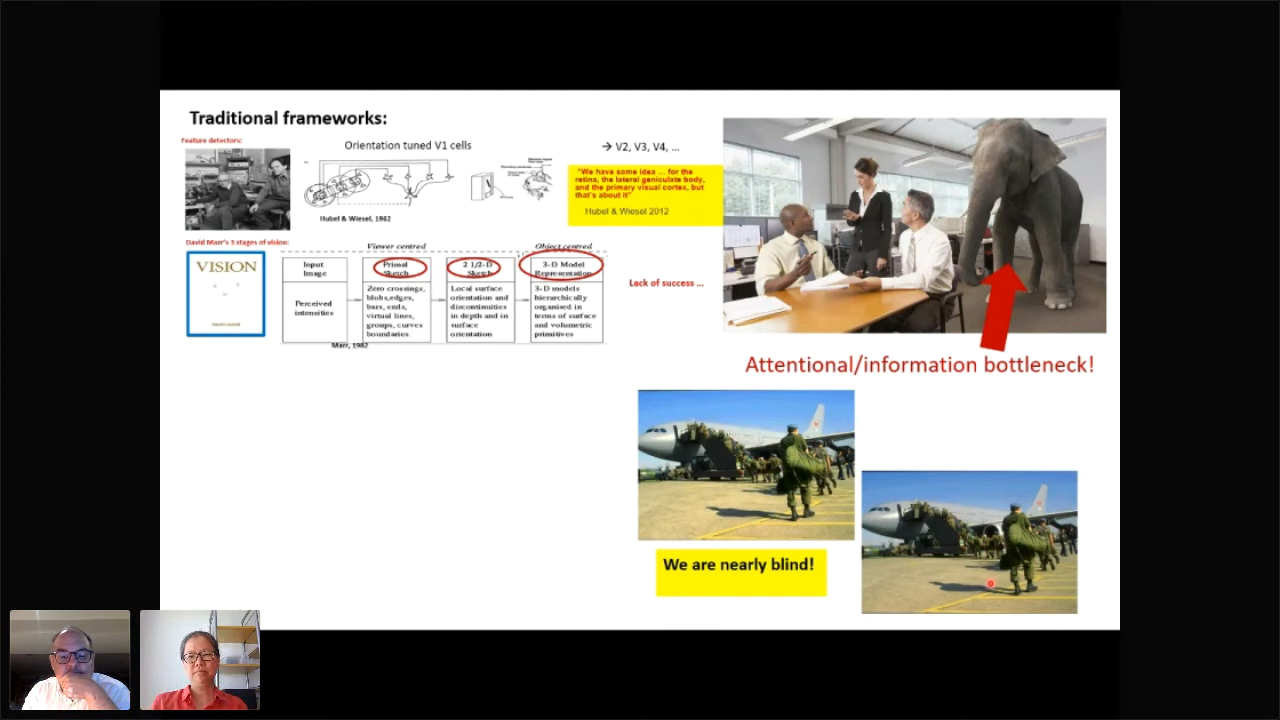 Traditional frameworks:
Feature detectors:
Orientation tuned V1 cells
→ V2, V3, V4, ...
"We have some idea ... for the
retina, the lateral geniculate body,
and the primary visual cortex, but
that's about it"
Hubel & Wiesel 2012
Hubel & Wiesel, 1962
David Marr's 3 stages of vision:
VISION
Viewer centred
Object centred
Input
Image
Primal
Sketch
2 1/2-D
Sketch
3-D Model
Representation
Perceived
intensities
Zero crossings,
blobs,edges,
bars, ends,
virtual lines,
groups, curves
boundaries.
Local surface
orientation and
discontinuities
in depth and in
surface
orientation
3-D models
hierarchically
organised in
terms of surface
and volumetric
primitives
Marr, 1982
Lack of success ...
Attentional/information bottleneck!
We are nearly blind!